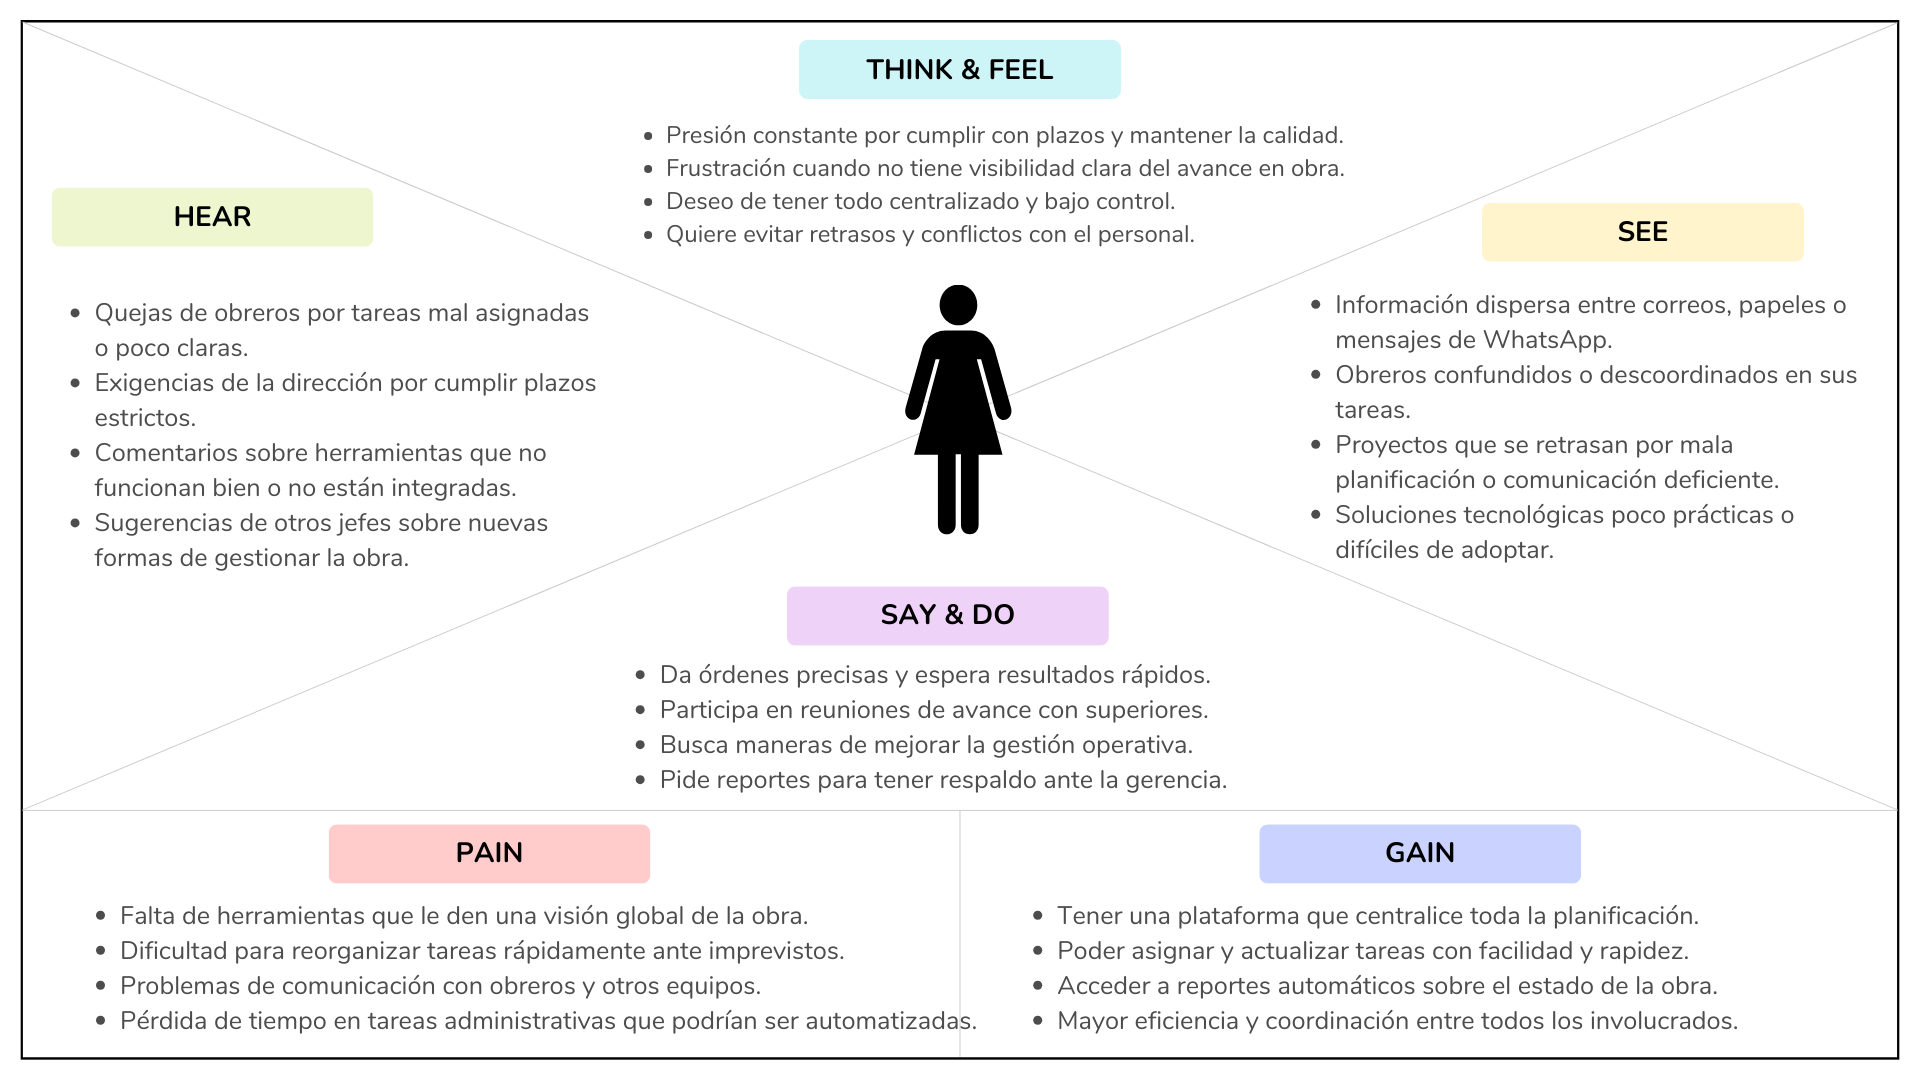 THINK & FEEL
• Presión constante por cumplir con plazos y mantener la calidad.
• Frustración cuando no tiene visibilidad clara del avance en obra.
• Deseo de tener todo centralizado y bajo control.
• Quiere evitar retrasos y conflictos con el personal.
HEAR
• Quejas de obreros por tareas mal asignadas
o poco claras.
• Exigencias de la dirección por cumplir plazos
estrictos.
• Comentarios sobre herramientas que no
funcionan bien o no están integradas.
• Sugerencias de otros jefes sobre nuevas
formas de gestionar la obra.
SEE
• Información dispersa entre correos, papeles o
mensajes de WhatsApp.
• Obreros confundidos o descoordinados en sus
tareas.
• Proyectos que se retrasan por mala
planificación o comunicación deficiente.
• Soluciones tecnológicas poco prácticas o
difíciles de adoptar.
SAY & DO
• Da órdenes precisas y espera resultados rápidos.
• Participa en reuniones de avance con superiores.
• Busca maneras de mejorar la gestión operativa.
• Pide reportes para tener respaldo ante la gerencia.
PAIN
• Falta de herramientas que le den una visión global de la obra.
• Dificultad para reorganizar tareas rápidamente ante imprevistos.
• Problemas de comunicación con obreros y otros equipos.
• Pérdida de tiempo en tareas administrativas que podrían ser automatizadas.
GAIN
• Tener una plataforma que centralice toda la planificación.
• Poder asignar y actualizar tareas con facilidad y rapidez.
• Acceder a reportes automáticos sobre el estado de la obra.
• Mayor eficiencia y coordinación entre todos los involucrados.